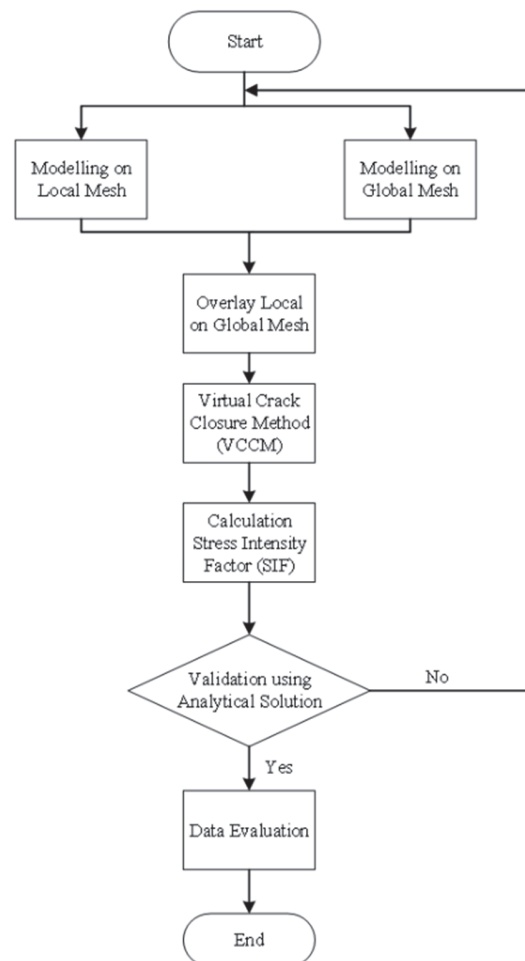 Start
Modelling on
Local Mesh
Modelling on
Global Mesh
Overlay Local
on Global Mesh
Virtual Crack
Closure Method
(VCCM)
Calculation
Stress Intensity
Factor (SIF)
Validation using
Analytical Solution
No
Yes
Data Evaluation
End